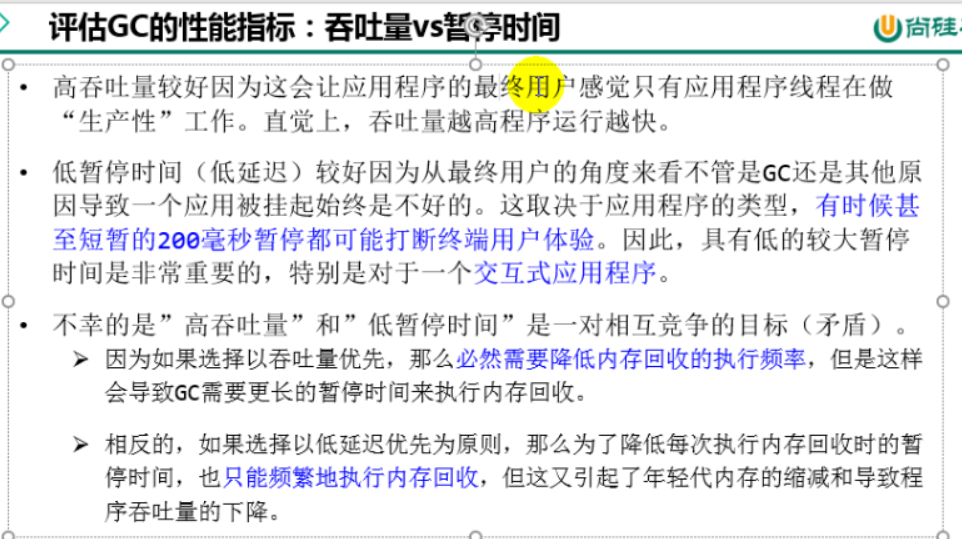 评估GC的性能指标：吞吐量vs暂停时间
尚硅
• 高吞吐量较好因为这会让应用程序的最终用户感觉只有应用程序线程在做
“生产性”工作。直觉上，吞吐量越高程序运行越快。
• 低暂停时间（低延迟）较好因为从最终用户的角度来看不管是GC还是其他原
因导致一个应用被挂起始终是不好的。这取决于应用程序的类型，有时候甚
至短暂的200毫秒暂停都可能打断终端用户体验。因此，具有低的较大暂停
时间是非常重要的，特别是对于一个交互式应用程序。
• 不幸的是”高吞吐量”和”低暂停时间”是一对相互竞争的目标（矛盾）。
➢ 因为如果选择以吞吐量优先，那么必然需要降低内存回收的执行频率，但是这样
会导致GC需要更长的暂停时间来执行内存回收。
➢ 相反的，如果选择以低延迟优先为原则，那么为了降低每次执行内存回收时的暂
停时间，也只能频繁地执行内存回收，但这又引起了年轻代内存的缩减和导致程
序吞吐量的下降。